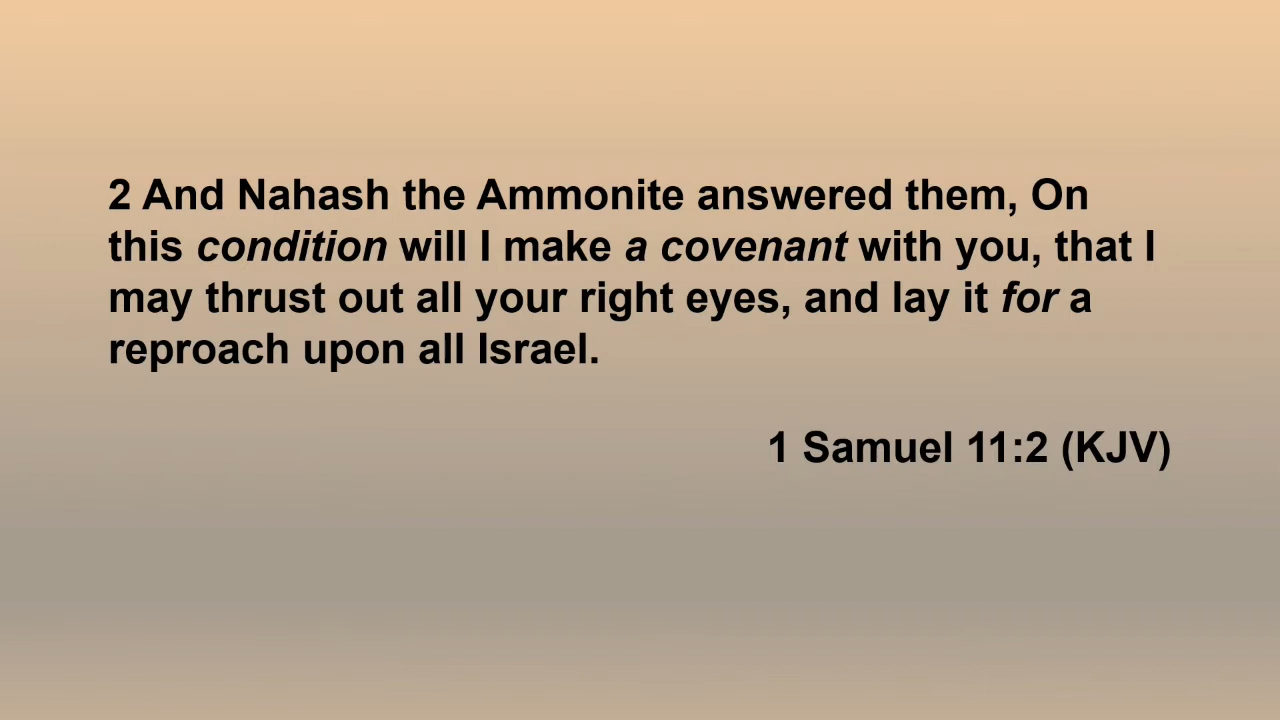 2 And Nahash the Ammonite answered them, On
this condition will I make a covenant with you, that I
may thrust out all your right eyes, and lay it for a
reproach upon all Israel.
1 Samuel 11:2 (KJV)